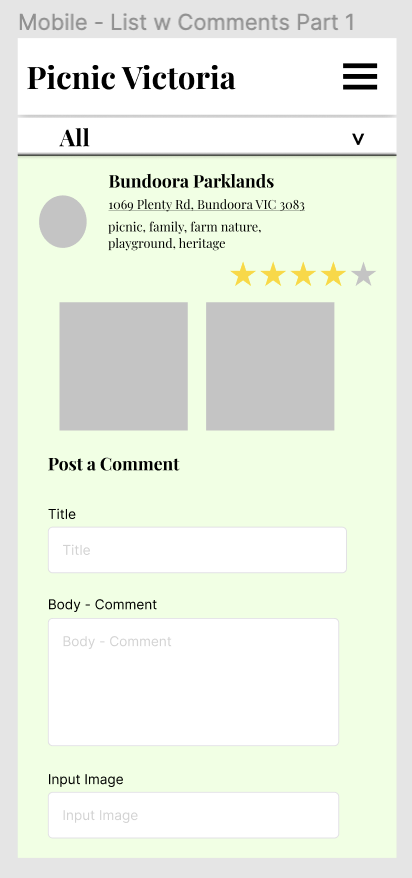 Mobile - List w Comments Part 1
Picnic Victoria
All
v
Bundoora Parklands
1069 Plenty Rd, Bundoora VIC 3083
picnic, family, farm nature,
playground, heritage
Post a Comment
Title
Title
Body - Comment
Body - Comment
Input Image
Input Image